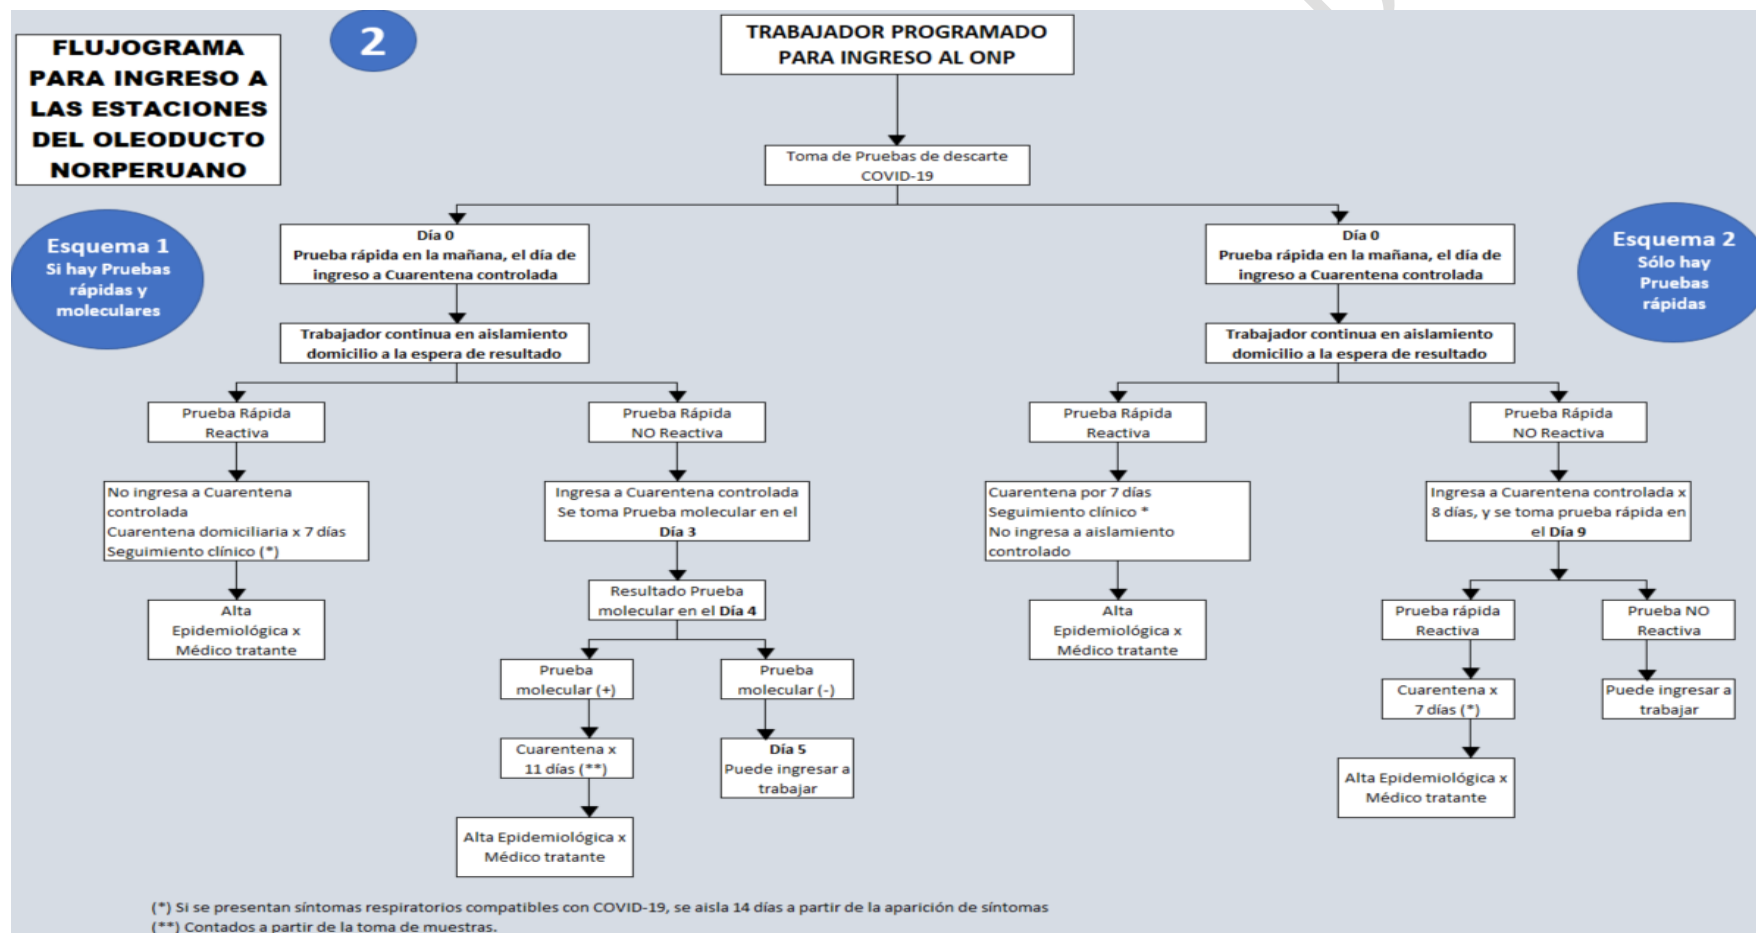 FLUJOGRAMA
PARA INGRESO A
LAS ESTACIONES
DEL OLEODUCTO
NORPERUANO
2
TRABAJADOR PROGRAMADO
PARA INGRESO AL ONP
Toma de Pruebas de descarte
COVID-19
Esquema 1
Si hay Pruebas
rápidas y
moleculares
Día 0
Prueba rápida en la mañana, el día de
ingreso a Cuarentena controlada
Trabajador continua en aislamiento
domicilio a la espera de resultado
Prueba Rápida
Reactiva
No ingresa a Cuarentena
controlada
Cuarentena domiciliaria x 7 días
Seguimiento clínico (*)
Alta
Epidemiológica x
Médico tratante
Prueba Rápida
NO Reactiva
Ingresa a Cuarentena controlada
Se toma Prueba molecular en el
Día 3
Resultado Prueba
molecular en el Día 4
Prueba
molecular (+)
Cuarentena x
11 días (**)
Alta Epidemiológica x
Médico tratante
Prueba
molecular (-)
Día 5
Puede ingresar a
trabajar
Esquema 2
Sólo hay
Pruebas
rápidas
Día 0
Prueba rápida en la mañana, el día de
ingreso a Cuarentena controlada
Trabajador continua en aislamiento
domicilio a la espera de resultado
Prueba Rápida
Reactiva
Cuarentena por 7 días
Seguimiento clínico *
No ingresa a aislamiento
controlado
Alta
Epidemiológica x
Médico tratante
Prueba Rápida
NO Reactiva
Ingresa a Cuarentena controlada x
8 días, y se toma prueba rápida en
el Día 9
Prueba rápida
Reactiva
Cuarentena x
7 días (*)
Alta Epidemiológica x
Médico tratante
Prueba NO
Reactiva
Puede ingresar a
trabajar
(*) Si se presentan síntomas respiratorios compatibles con COVID-19, se aisla 14 días a partir de la aparición de síntomas
(**) Contados a partir de la toma de muestras.